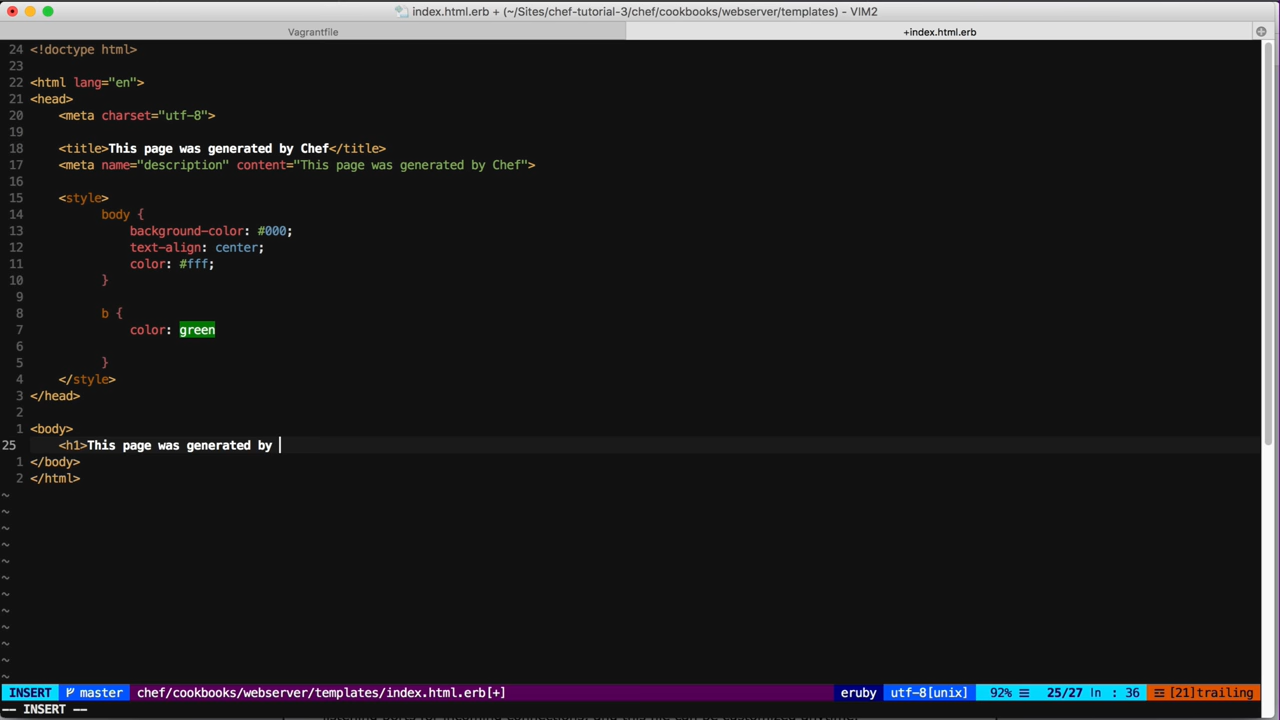 index.html.erb + (~/Sites/chef-tutorial-3/chef/cookbooks/webserver/templates) - VIM2
Vagrantfile +index.html.erb
24 <!doctype html>
23
22 <html lang="en">
21 <head>
20 <meta charset="utf-8">
19
18 <title>This page was generated by Chef</title>
17 <meta name="description" content="This page was generated by Chef">
16
15 <style>
14 body {
13 background-color: #000;
12 text-align: center;
11 color: #fff;
10 }
9
8 b {
7 color: green
6
5 }
4 </style>
3 </head>
2
1 <body>
25 <h1>This page was generated by
1 </body>
2 </html>
~
~
~
~
~
~
~
~
~
~
~
~
INSERT master chef/cookbooks/webserver/templates/index.html.erb[+] eruby utf-8[unix] 92% ☰ 25/27 ln : 36 ☰ [21]trailing
-- INSERT --